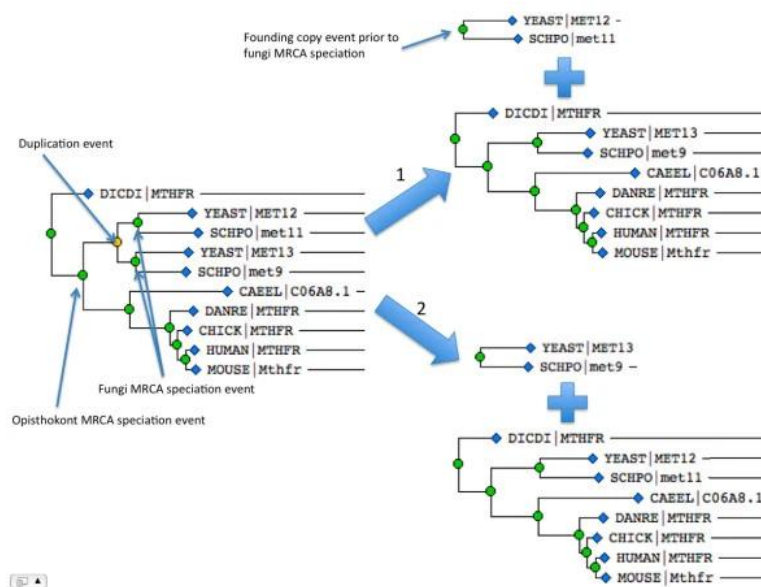 Founding copy event prior to
fungi MRCA speciation
YEAST|MET12 -
SCHPO|met11
DICDI|MTHFR
YEAST|MET13
SCHPO|met9
CAEEL|C06A8.1
DANRE|MTHFR
CHICK|MTHFR
HUMAN|MTHFR
MOUSE|Mthfr
1
Duplication event
DICDI|MTHFR
YEAST|MET12
SCHPO|met11
YEAST|MET13
SCHPO|met9
CAEEL|C06A8.1 -
DANRE|MTHFR
CHICK|MTHFR
HUMAN|MTHFR
MOUSE|Mthfr
Fungi MRCA speciation event
Opisthokont MRCA speciation event
2
YEAST|MET13
SCHPO|met9 -
DICDI|MTHFR
YEAST|MET12
SCHPO|met11
CAEEL|C06A8.1
DANRE|MTHFR
CHICK|MTHFR
HUMAN|MTHFR
MOUSE|Mthfr